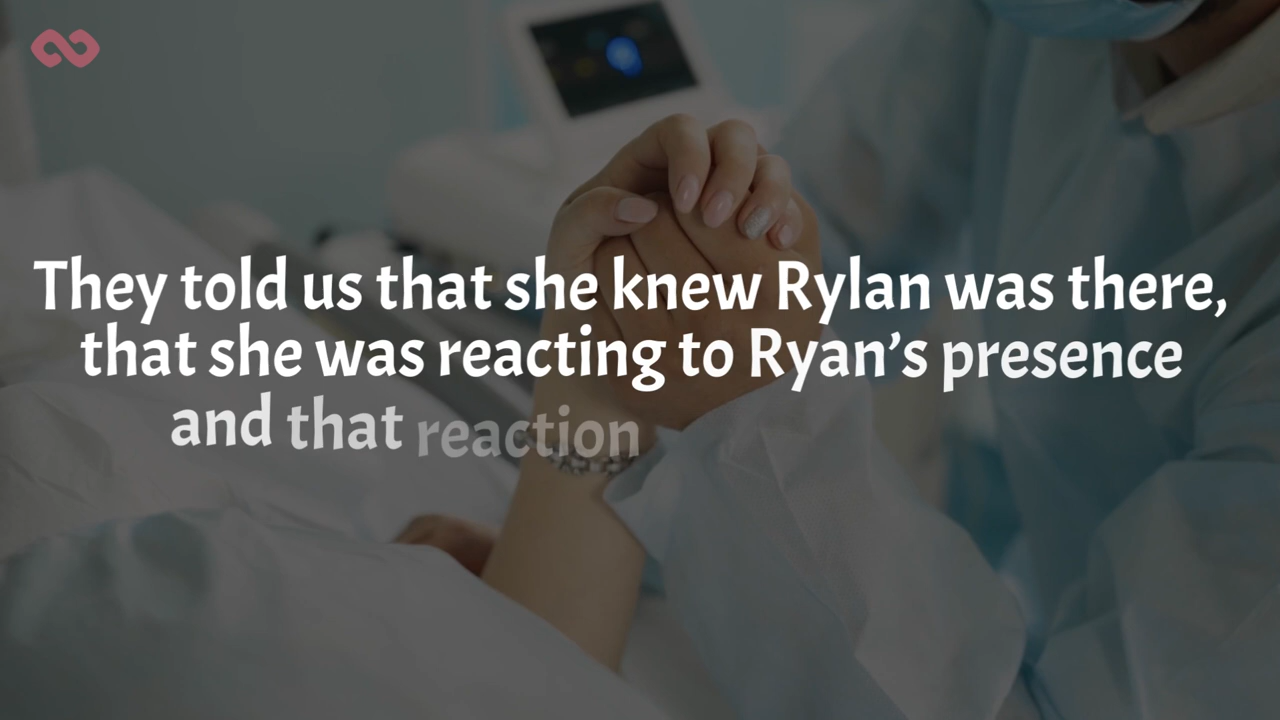 They told us that she knew Rylan was there,
that she was reacting to Ryan’s presence
and that reaction